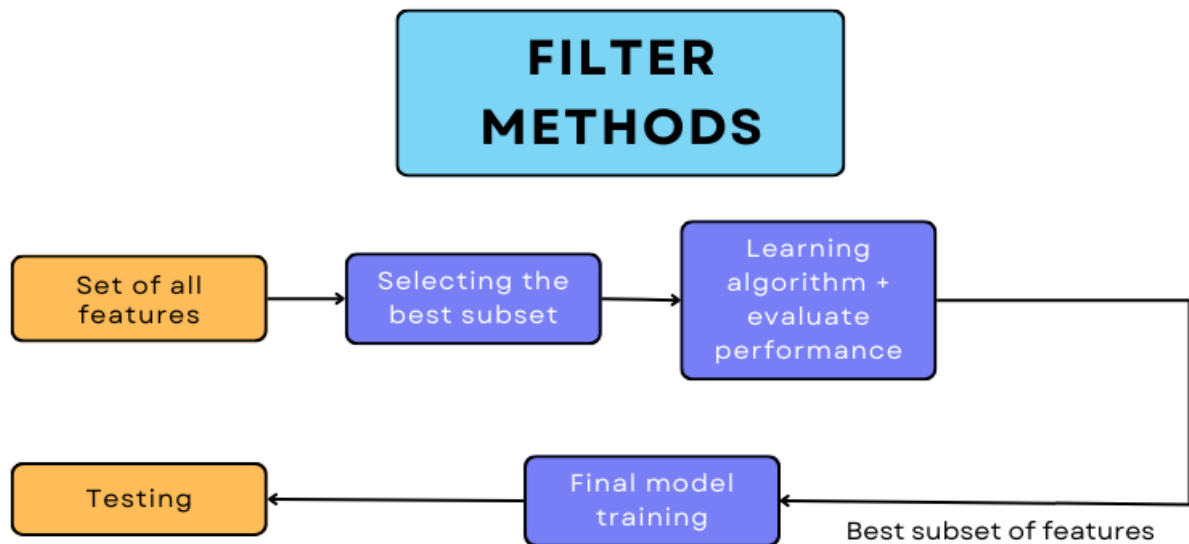 FILTER
METHODS
Set of all
features
Selecting the
best subset
Learning
algorithm +
evaluate
performance
Testing
Final model
training
Best subset of features